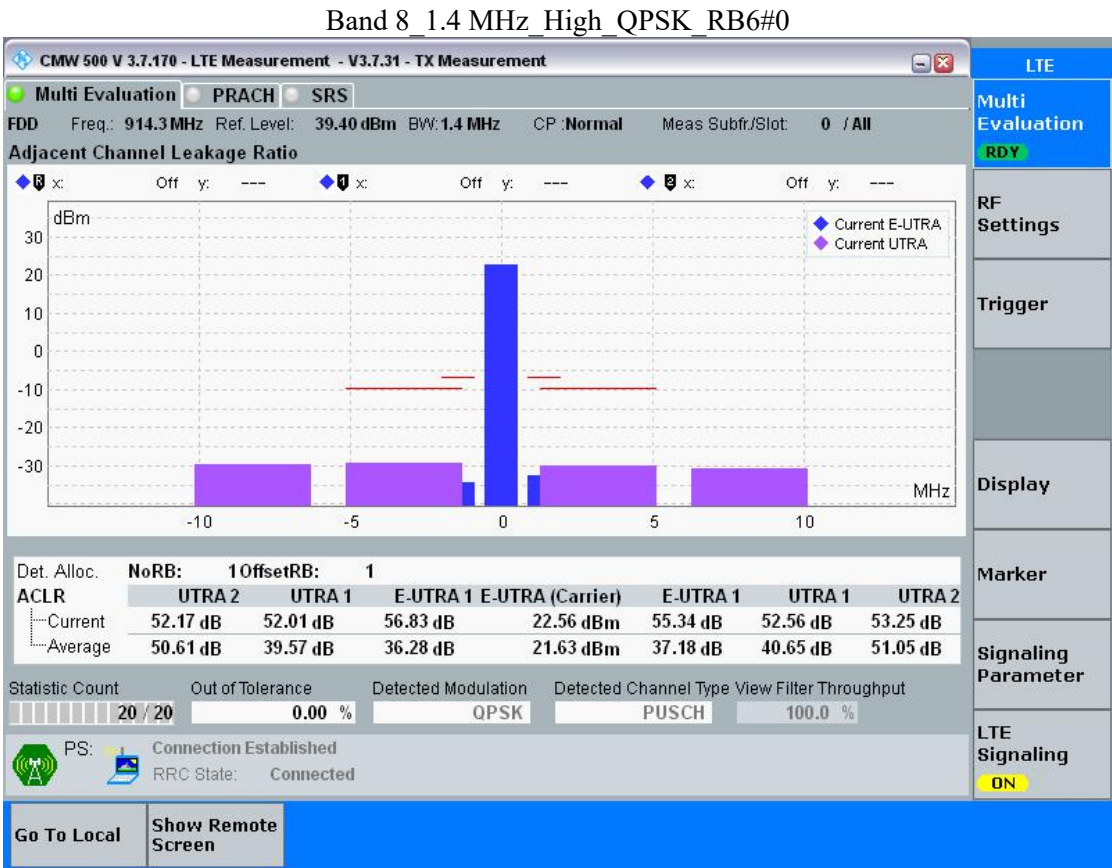 Band 8_1.4 MHz_High_QPSK_RB6#0
CMW 500 V 3.7.170 - LTE Measurement - V3.7.31 - TX Measurement
LTE
Multi Evaluation PRACH SRS
Multi Evaluation
RDY
FDD Freq.: 914.3 MHz Ref. Level: 39.40 dBm BW: 1.4 MHz CP :Normal Meas Subfr./Slot: 0 / All
Adjacent Channel Leakage Ratio
R x: Off y: --- 1 x: Off y: --- 2 x: Off y: ---
dBm
Current E-UTRA
Current UTRA
30
20
10
0
-10
-20
-30
MHz
-10 -5 0 5 10
RF Settings
Trigger
Display
Marker
Signaling Parameter
LTE Signaling
ON
Det. Alloc. NoRB: 1 OffsetRB: 1
ACLR UTRA 2 UTRA 1 E-UTRA 1 E-UTRA (Carrier) E-UTRA 1 UTRA 1 UTRA 2
Current 52.17 dB 52.01 dB 56.83 dB 22.56 dBm 55.34 dB 52.56 dB 53.25 dB
Average 50.61 dB 39.57 dB 36.28 dB 21.63 dBm 37.18 dB 40.65 dB 51.05 dB
Statistic Count Out of Tolerance Detected Modulation Detected Channel Type View Filter Throughput
20 / 20 0.00 % QPSK PUSCH 100.0 %
PS: Connection Established
RRC State: Connected
Go To Local
Show Remote Screen